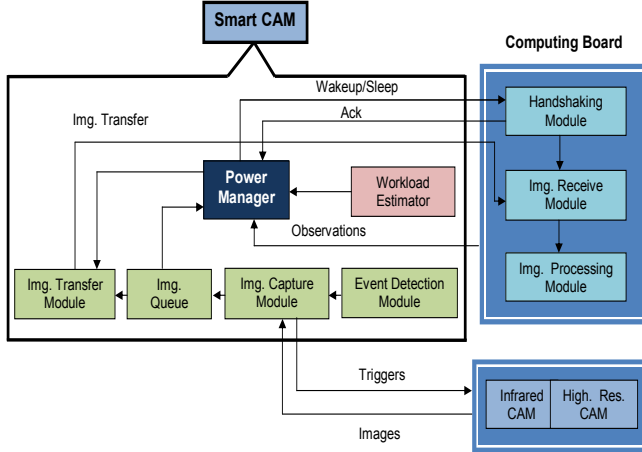 Smart CAM
Computing Board
Wakeup/Sleep
Handshaking
Module
Img. Transfer
Ack
Power
Manager
Workload
Estimator
Img. Receive
Module
Observations
Img. Processing
Module
Img. Transfer
Module
Img.
Queue
Img. Capture
Module
Event Detection
Module
Triggers
Infrared
CAM
High. Res.
CAM
Images